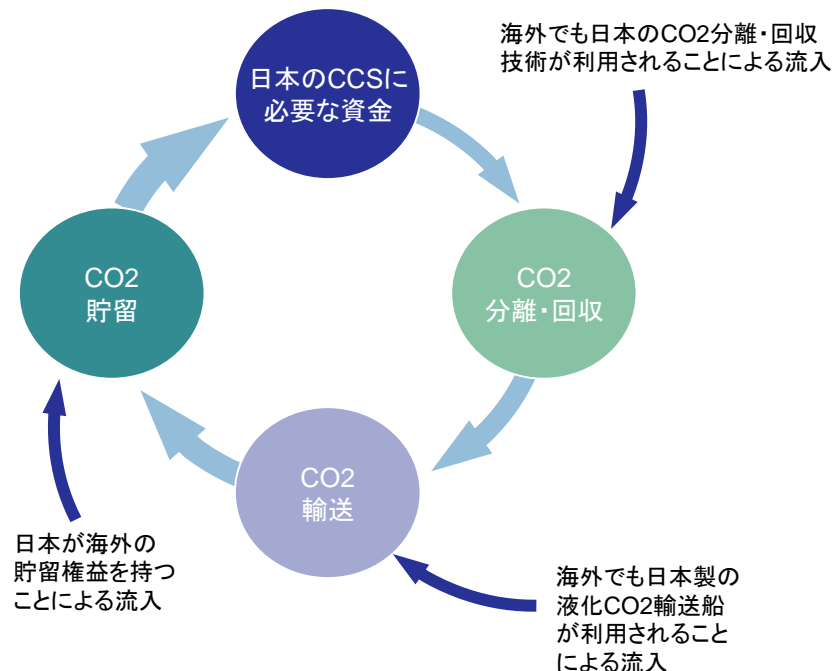 海外でも日本のCO2分離・回収
技術が利用されることによる流入
日本のCCSに
必要な資金
CO2
分離・回収
CO2
貯留
CO2
輸送
日本が海外の
貯留権益を持つ
ことによる流入
海外でも日本製の
液化CO2輸送船
が利用されること
による流入